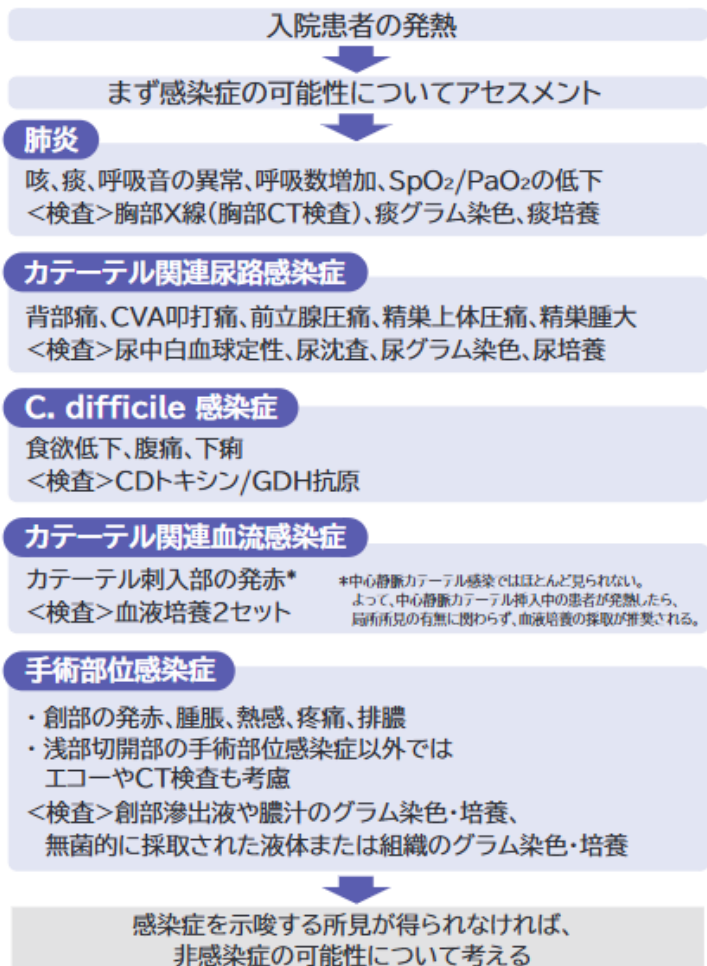 入院患者の発熱
まず感染症の可能性についてアセスメント
肺炎
咳、痰、呼吸音の異常、呼吸数増加、SpO₂/PaO₂の低下
<検査>胸部X線(胸部CT検査)、痰グラム染色、痰培養
カテーテル関連尿路感染症
背部痛、CVA叩打痛、前立腺圧痛、精巣上体圧痛、精巣腫大
<検査>尿中白血球定性、尿沈査、尿グラム染色、尿培養
C. difficile 感染症
食欲低下、腹痛、下痢
<検査>CDトキシン/GDH抗原
カテーテル関連血流感染症
カテーテル刺入部の発赤*
<検査>血液培養2セット
*中心静脈カテーテル感染ではほとんど見られない。
よって、中心静脈カテーテル挿入中の患者が発熱したら、
局所所見の有無に関わらず、血液培養の採取が推奨される。
手術部位感染症
・創部の発赤、腫脹、熱感、疼痛、排膿
・浅部切開部の手術部位感染症以外では
エコーやCT検査も考慮
<検査>創部滲出液や膿汁のグラム染色・培養、
無菌的に採取された液体または組織のグラム染色・培養
感染症を示唆する所見が得られなければ、
非感染症の可能性について考える